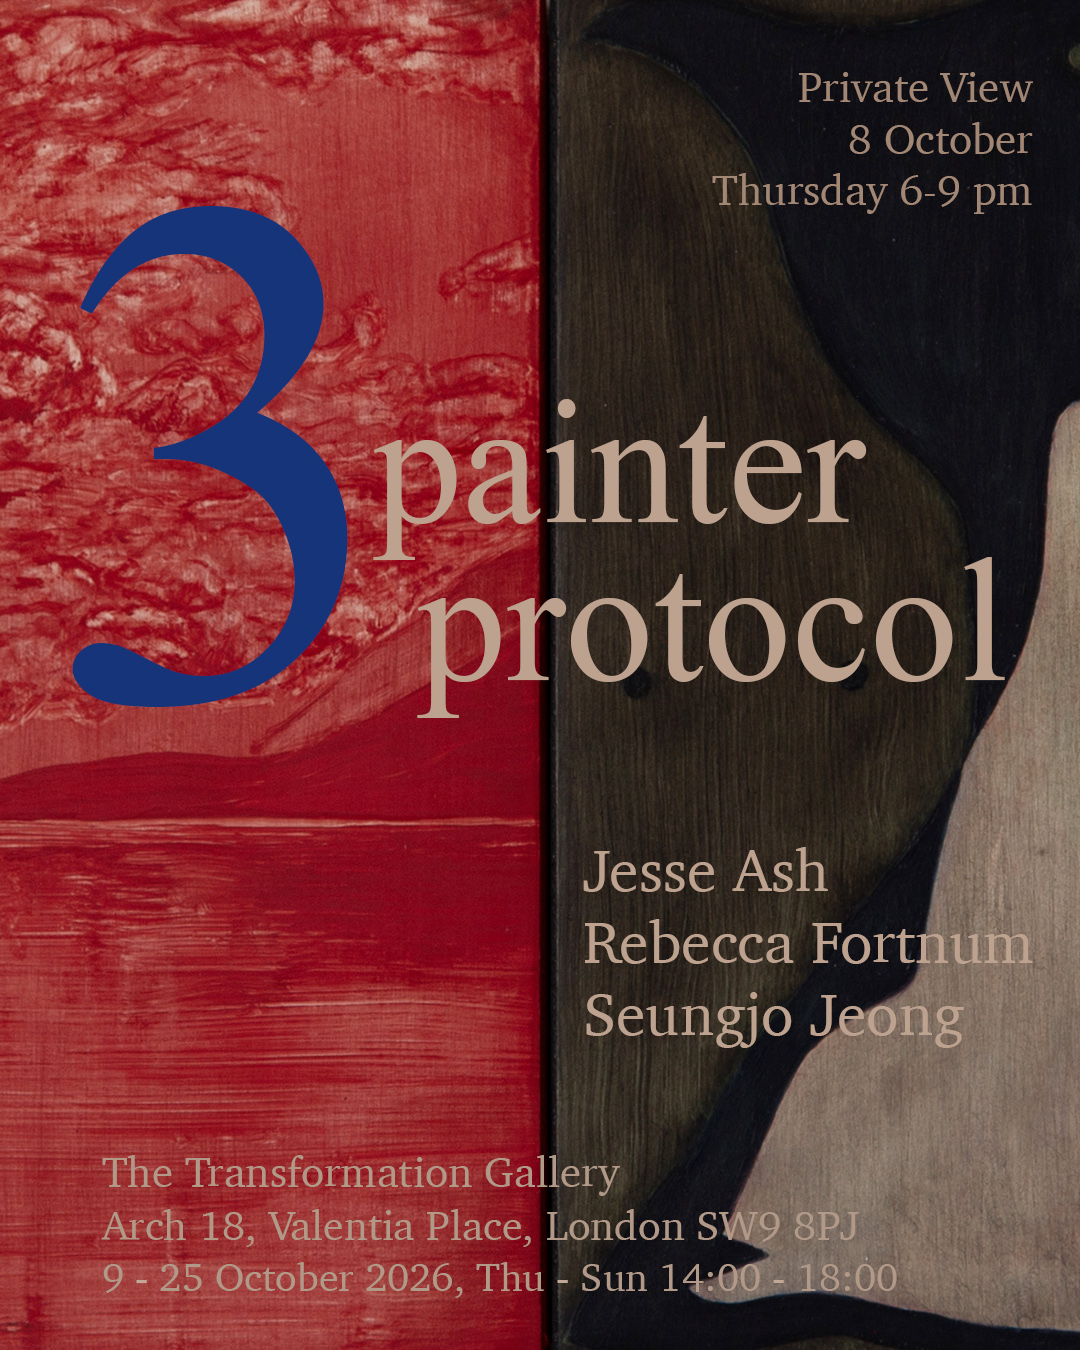 Private View
8 October
Thursday 6-9 pm
3
painter
protocol
Jesse Ash
Rebecca Fortnum
Seungjo Jeong
The Transformation Gallery
Arch 18, Valentia Place, London SW9 8PJ
9 - 25 October 2026, Thu - Sun 14:00 - 18:00